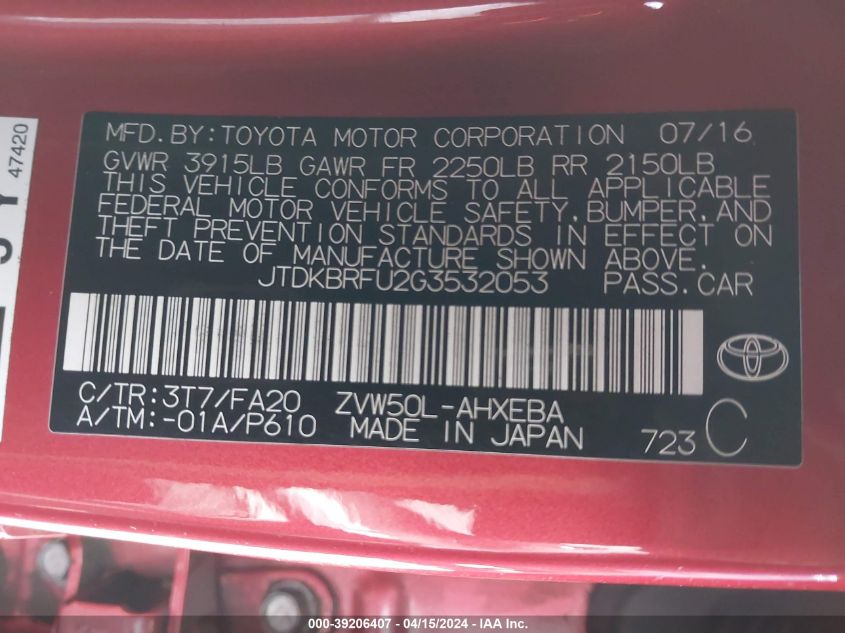 MFD.BY:TOYOTA MOTOR CORPORATION 07/16
GVWR 3915LB GAWR FR 2250LB RR 2150LB
THIS VEHICLE CONFORMS TO ALL APPLICABLE
FEDERAL MOTOR VEHICLE SAFETY,BUMPER,AND
THEFT PREVENTION STANDARDS IN EFFECT ON
THE DATE OF MANUFACTURE SHOWN ABOVE.
JTDKBRFU2G3532053 PASS.CAR
C/TR:3T7/FA20 ZVW50L-AHXEBA
A/TM:-01A/P610 MADE IN JAPAN 723 C
47420
000-39206407 - 04/15/2024 - IAA Inc.